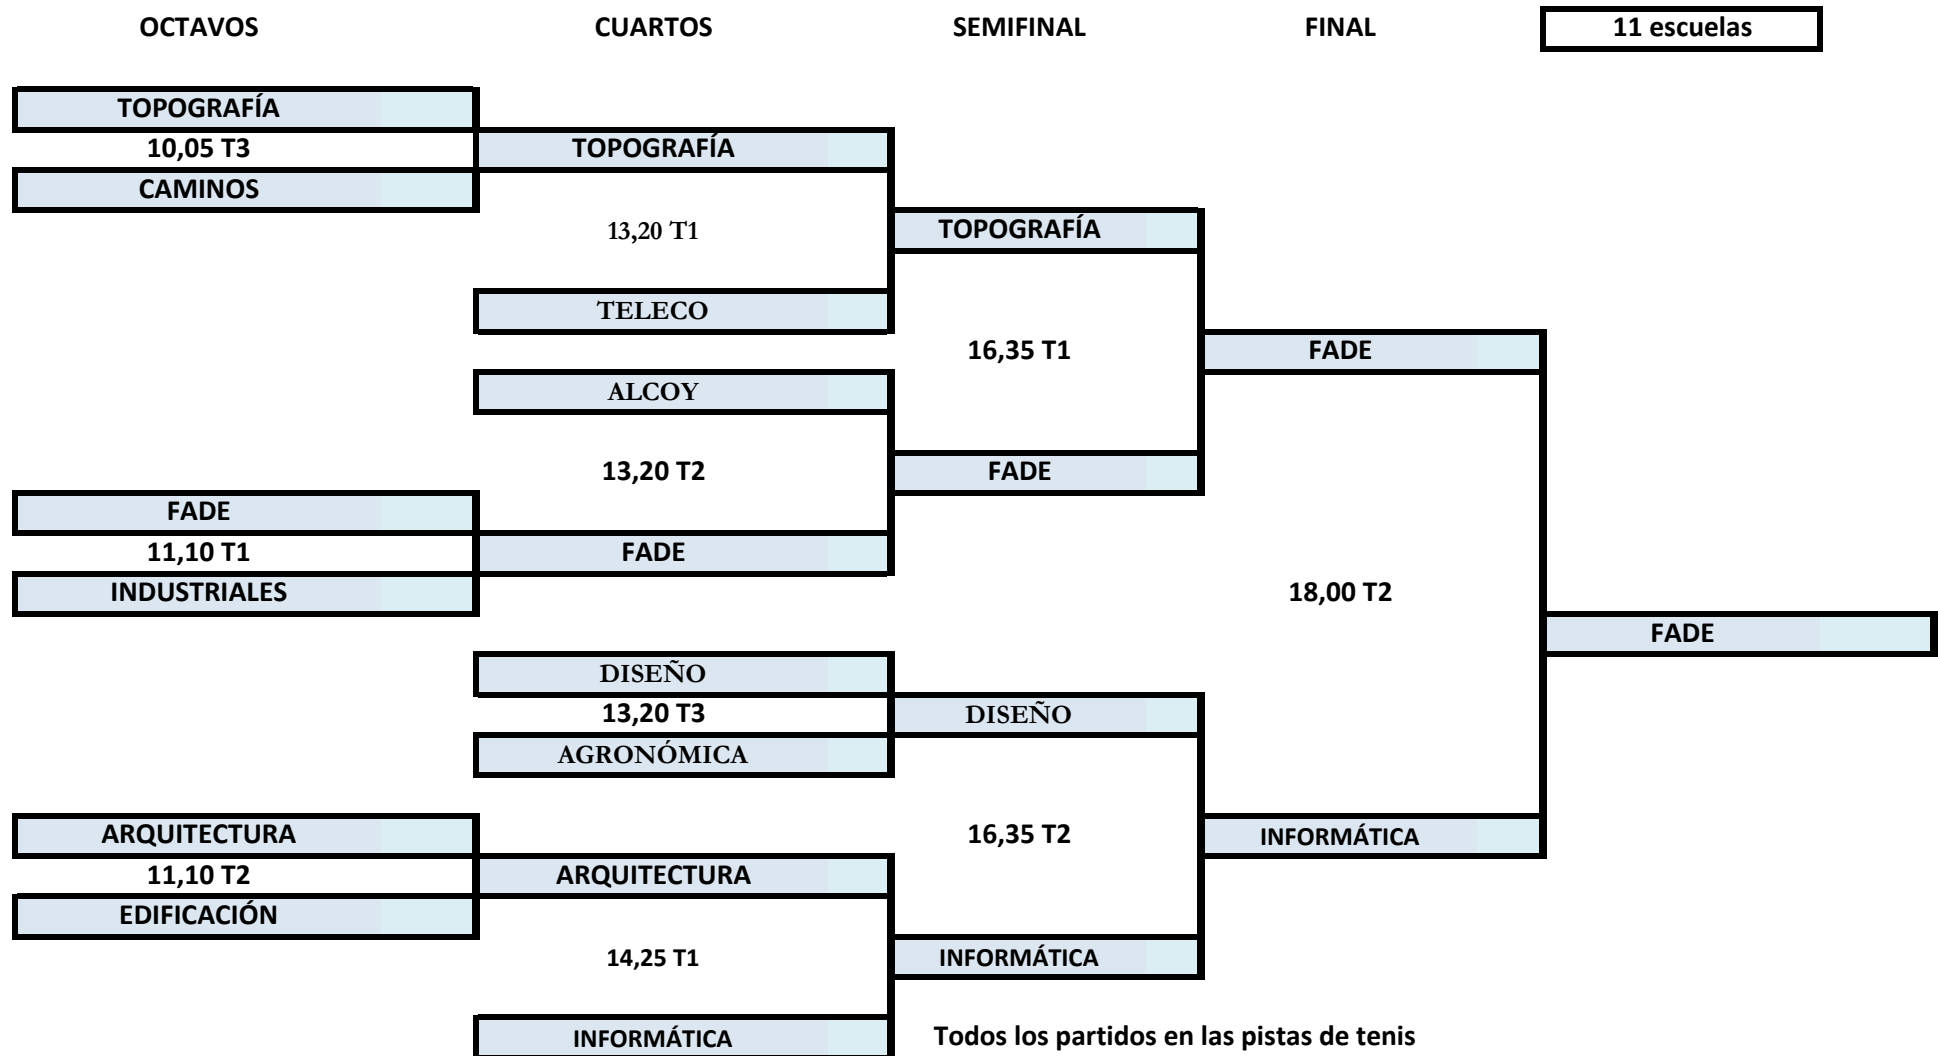 OCTAVOS CUARTOS SEMIFINAL FINAL 11 escuelas
TOPOGRAFÍA
10,05 T3 TOPOGRAFÍA
CAMINOS
13,20 T1 TOPOGRAFÍA
TELECO
16,35 T1 FADE
ALCOY
13,20 T2 FADE
FADE
11,10 T1 FADE
INDUSTRIALES 18,00 T2
FADE
DISEÑO
13,20 T3 DISEÑO
AGRONÓMICA
ARQUITECTURA 16,35 T2 INFORMÁTICA
11,10 T2 ARQUITECTURA
EDIFICACIÓN
14,25 T1 INFORMÁTICA
INFORMÁTICA Todos los partidos en las pistas de tenis